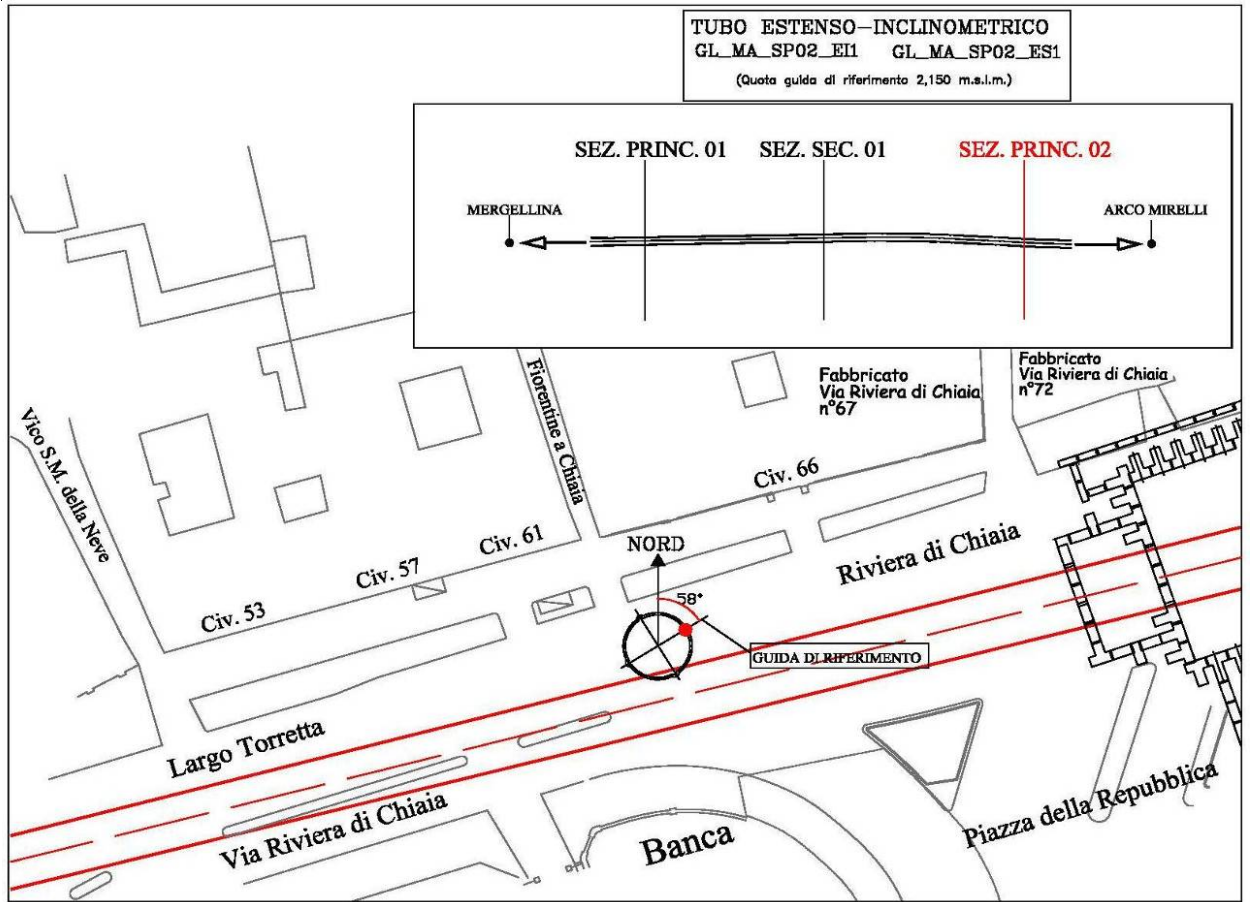 TUBO ESTENSO-INCLINOMETRICO
GL_MA_SP02_EI1 GL_MA_SP02_ES1
(Quota guida di riferimento 2,150 m.s.l.m.)
SEZ. PRINC. 01 SEZ. SEC. 01 SEZ. PRINC. 02
MERGELLINA
ARCO MIRELLI
Fabbricato
Via Riviera di Chiaia
n°67
Fabbricato
Via Riviera di Chiaia
n°72
Fiorentine a Chiaia
Vico S.M. della Neve
Civ. 66
Civ. 61
Civ. 57
Civ. 53
NORD
58°
Riviera di Chiaia
GUIDA DI RIFERIMENTO
Largo Torretta
Via Riviera di Chiaia
Banca
Piazza della Repubblica